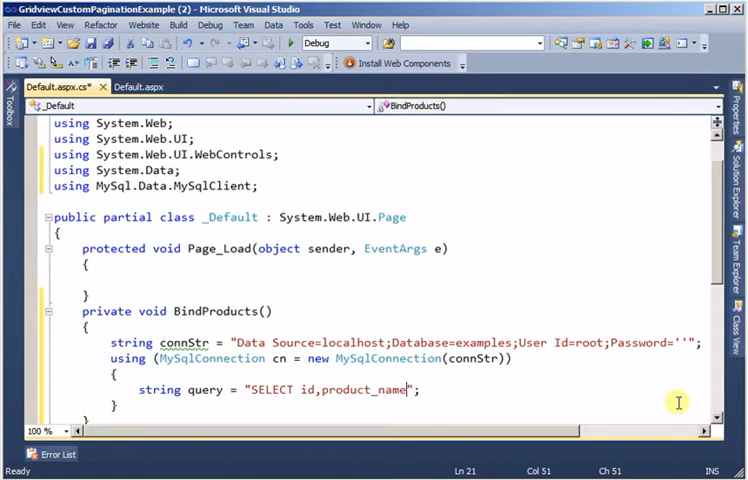 GridviewCustomPaginationExample (2) - Microsoft Visual Studio
File Edit View Refactor Website Build Debug Team Data Tools Test Window Help
Debug
Install Web Components
Default.aspx.cs* Default.aspx
_Default BindProducts()
using System.Web;
using System.Web.UI;
using System.Web.UI.WebControls;
using System.Data;
using MySql.Data.MySqlClient;
public partial class _Default : System.Web.UI.Page
{
protected void Page_Load(object sender, EventArgs e)
{
}
private void BindProducts()
{
string connStr = "Data Source=localhost;Database=examples;User Id=root;Password=''";
using (MySqlConnection cn = new MySqlConnection(connStr))
{
string query = "SELECT id,product_name";
}
}
100 %
Error List
Ready Ln 21 Col 51 Ch 51 INS
Toolbox
Properties
Solution Explorer
Team Explorer
Class View